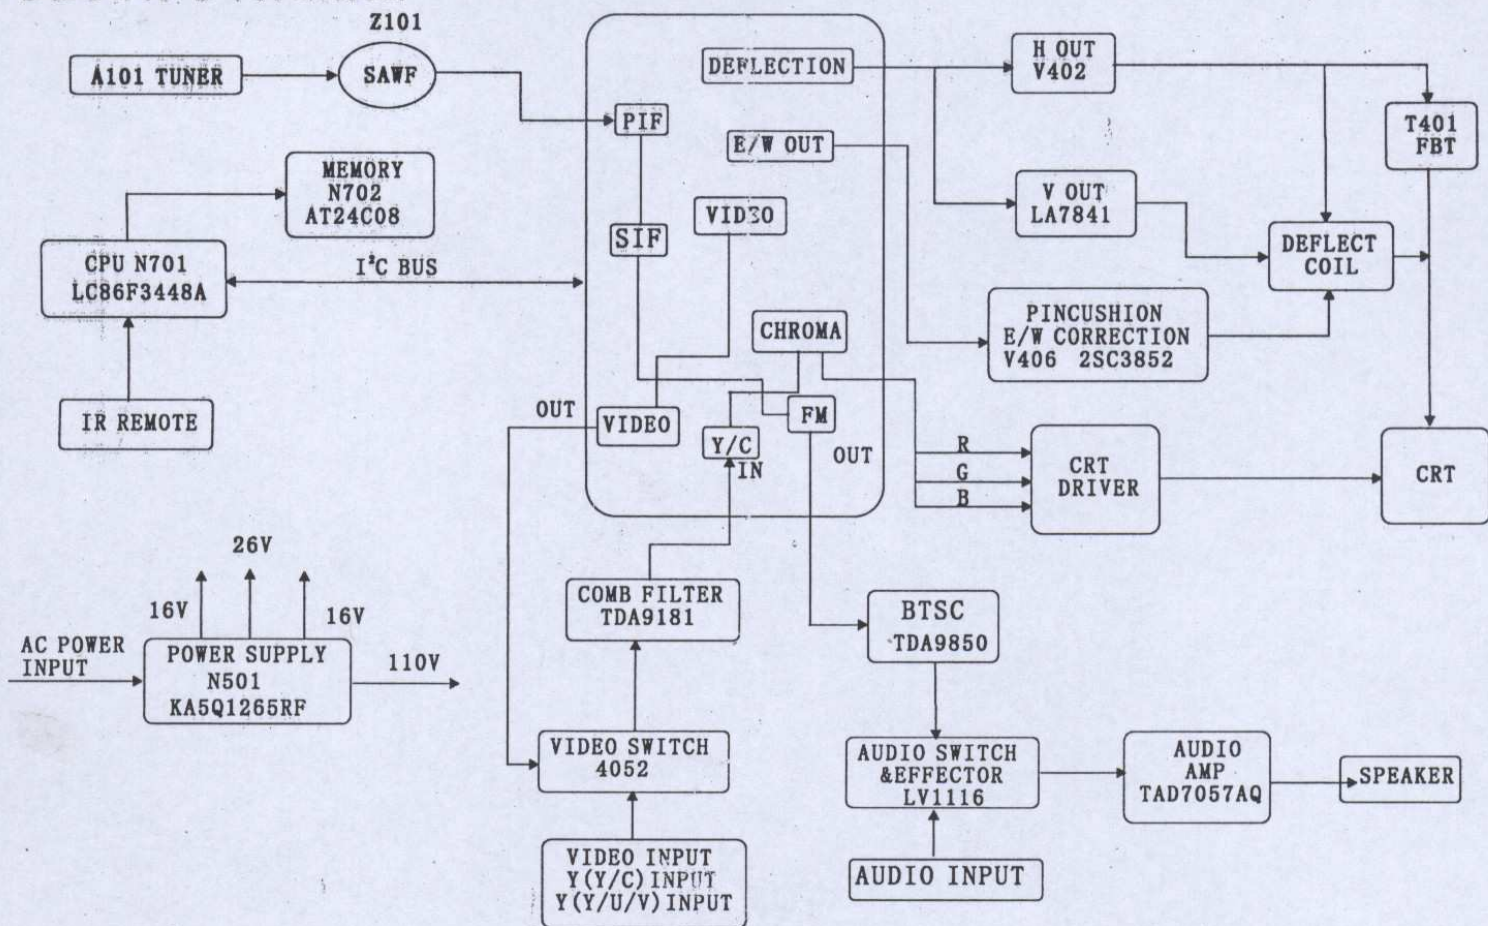 Z101
A101 TUNER
SAWF
DEFLECTION
H OUT
V402
PIF
T401
FBT
E/W OUT
MEMORY
N702
AT24C08
V OUT
LA7841
VIDEO
SIF
DEFLECT
COIL
CPU N701
LC86F3448A
I²C BUS
PINCUSHION
E/W CORRECTION
V406 2SC3852
CHROMA
IR REMOTE
OUT
VIDEO
Y/C
IN
FM
OUT
R
G
B
CRT
DRIVER
CRT
26V
16V
16V
AC POWER
INPUT
POWER SUPPLY
N501
KA5Q1265RF
110V
COMB FILTER
TDA9181
BTSC
TDA9850
VIDEO SWITCH
4052
AUDIO SWITCH
&EFFECTOR
LV1116
AUDIO
AMP
TAD7057AQ
SPEAKER
VIDEO INPUT
Y(Y/C)INPUT
Y(Y/U/V)INPUT
AUDIO INPUT